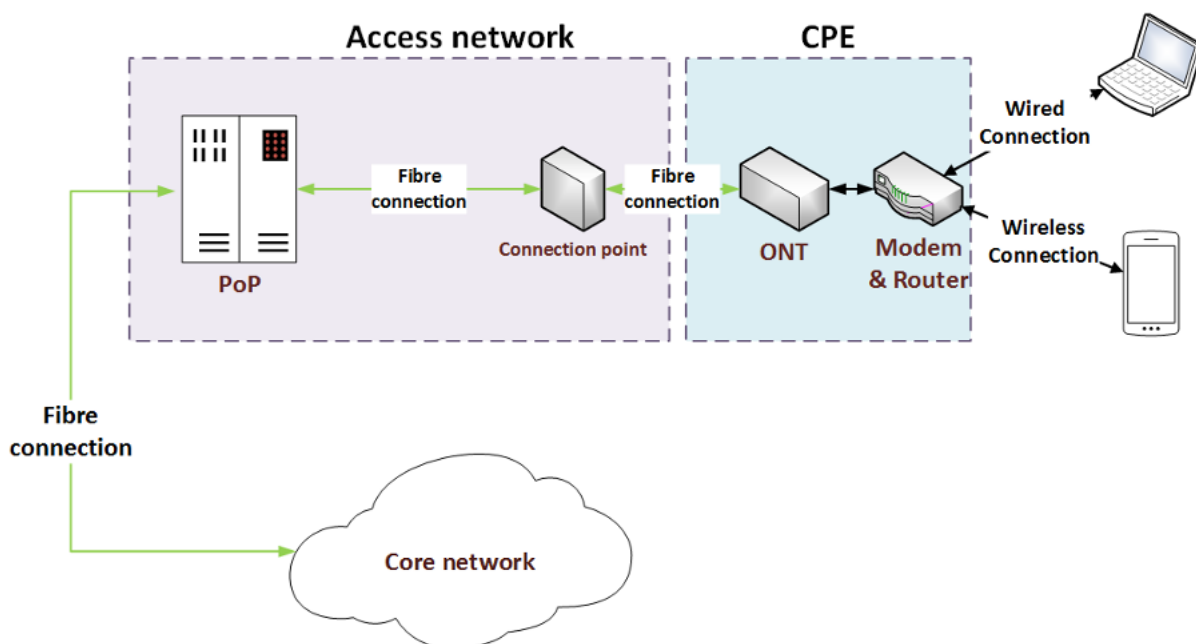 Access network
CPE
Wired
Connection
Fibre
connection
Fibre
connection
Connection point
PoP
ONT
Modem
& Router
Wireless
Connection
Fibre
connection
Core network